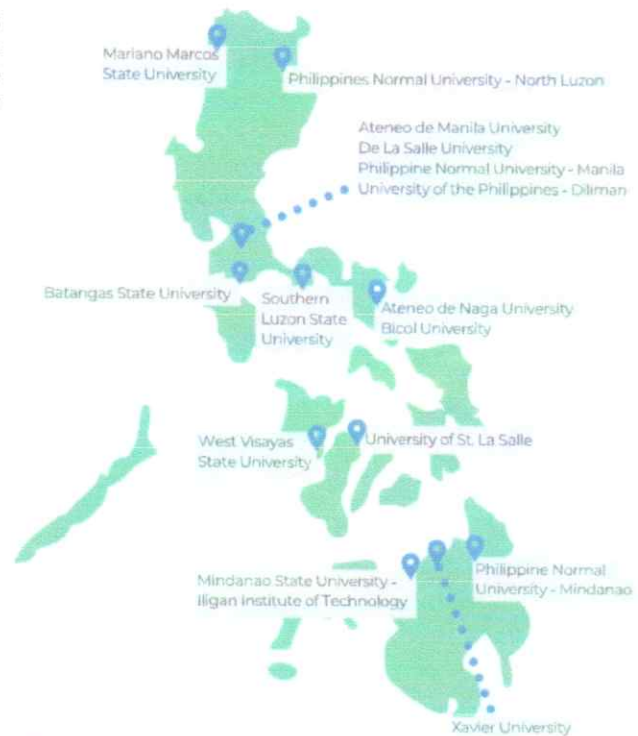 Mariano Marcos
State University
Philippines Normal University - North Luzon
Ateneo de Manila University
De La Salle University
Philippine Normal University - Manila
University of the Philippines - Diliman
Batangas State University
Southern
Luzon State
University
Ateneo de Naga University
Bicol University
West Visayas
State University
University of St. La Salle
Mindanao State University -
Iligan Institute of Technology
Philippine Normal
University - Mindanao
Xavier University